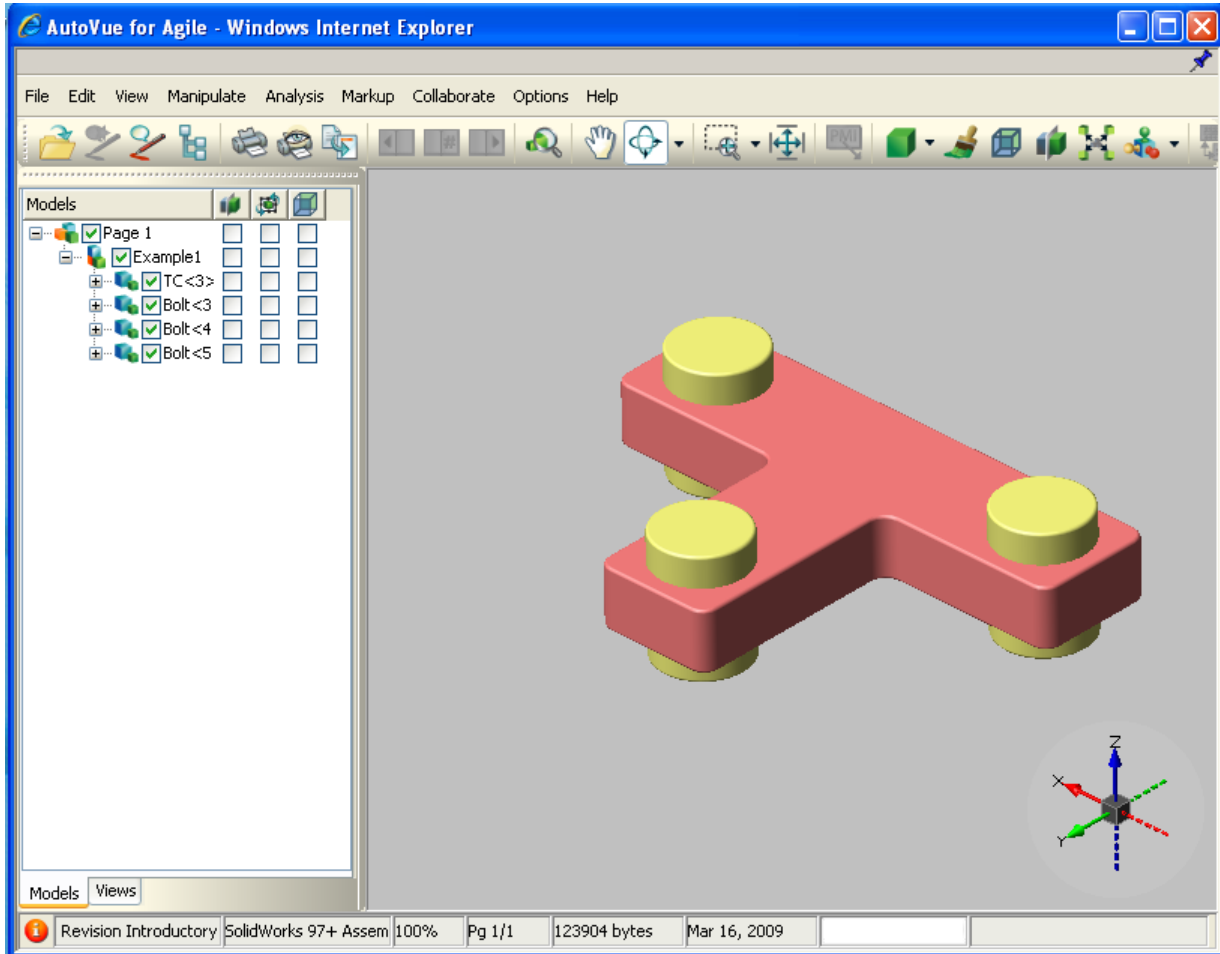 AutoVue for Agile - Windows Internet Explorer
File Edit View Manipulate Analysis Markup Collaborate Options Help
PMI
Models
Page 1
Example1
TC<3>
Bolt<3
Bolt<4
Bolt<5
Z
X
Y
Models Views
Revision Introductory SolidWorks 97+ Assem 100% Pg 1/1 123904 bytes Mar 16, 2009